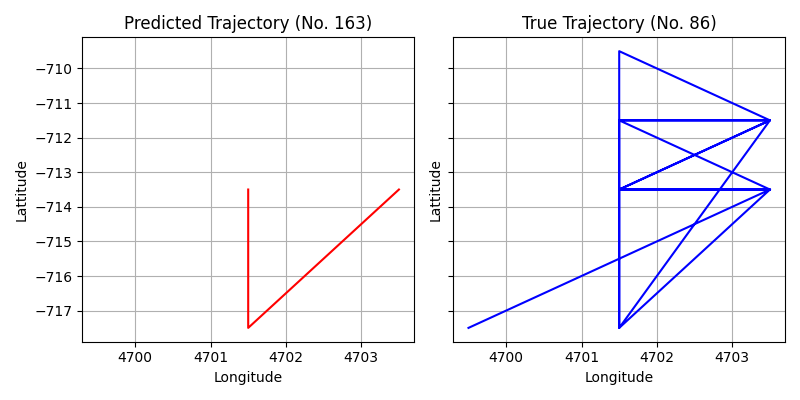 Predicted Trajectory (No. 163)
True Trajectory (No. 86)
−710
−711
−712
−713
−714
−715
−716
−717
Lattitude
Lattitude
4700
4701
4702
4703
4700
4701
4702
4703
Longitude
Longitude